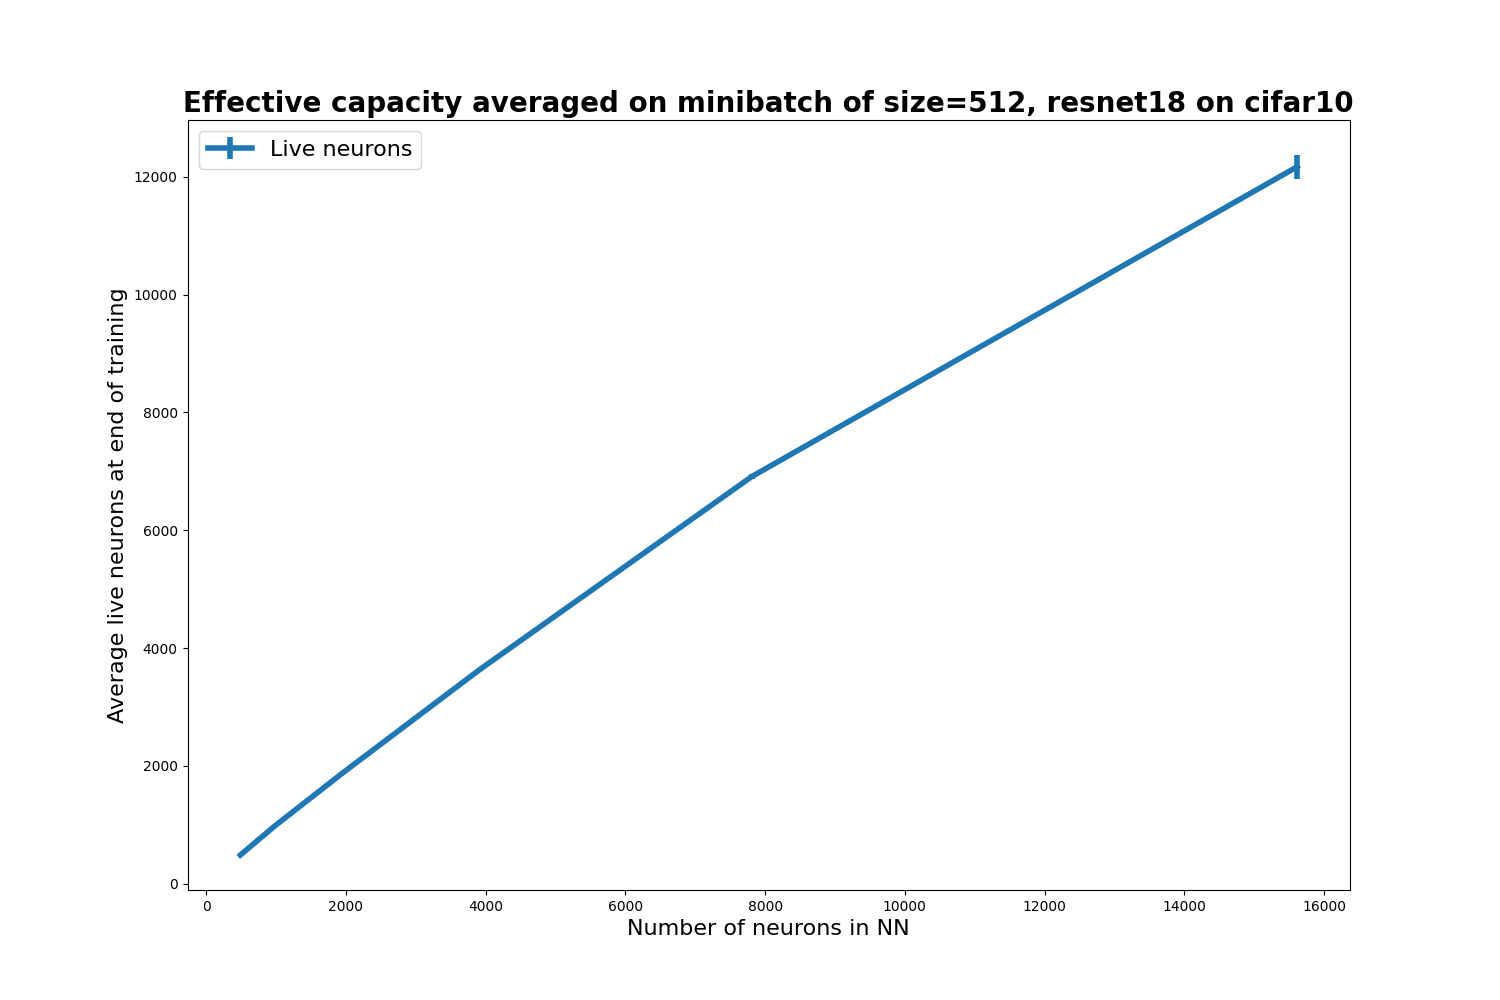 Effective capacity averaged on minibatch of size=512, resnet18 on cifar10
Live neurons
12000
10000
8000
6000
4000
2000
0
Average live neurons at end of training
0 2000 4000 6000 8000 10000 12000 14000 16000
Number of neurons in NN